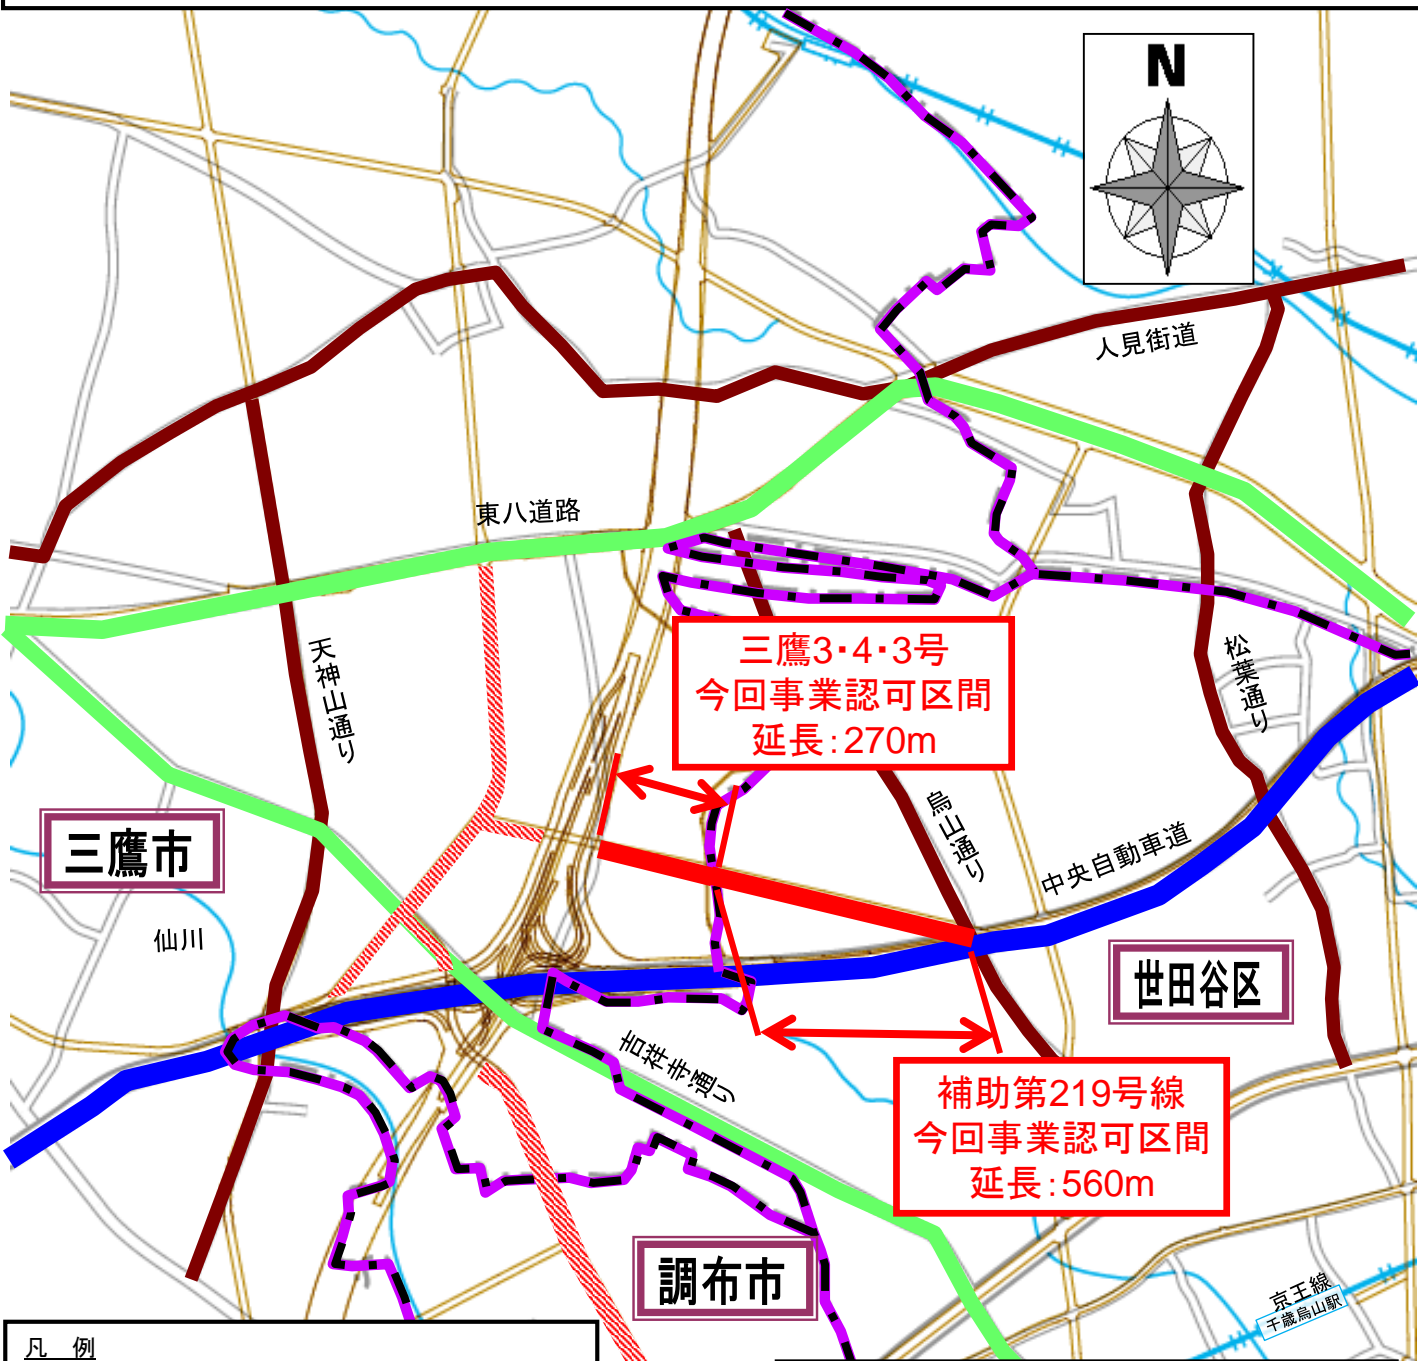 N
人見街道
東八道路
三鷹3・4・3号
今回事業認可区間
延長：270m
天神山通り
松葉通り
烏山通り
中央自動車道
三鷹市
仙川
世田谷区
吉祥寺通り
補助第219号線
今回事業認可区間
延長：560m
調布市
京王線
千歳烏山駅
凡 例